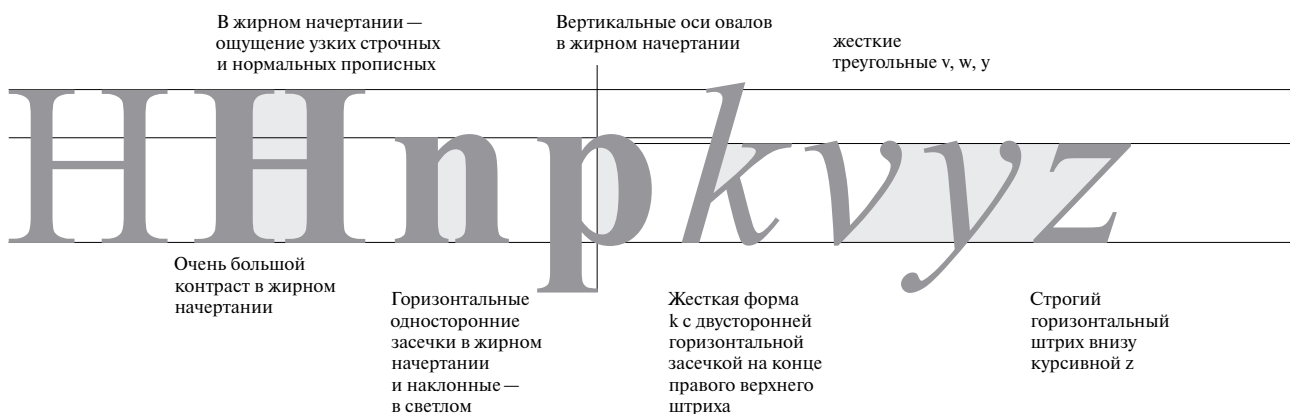 В жирном начертании —
ощущение узких строчных
и нормальных прописных
Вертикальные оси овалов
в жирном начертании
жесткие
треугольные v, w, y
H H n p k v y z
Очень большой
контраст в жирном
начертании
Горизонтальные
односторонние
засечки в жирном
начертании
и наклонные —
в светлом
Жесткая форма
k с двусторонней
горизонтальной
засечкой на конце
правого верхнего
штриха
Строгий
горизонтальный
штрих внизу
курсивной z